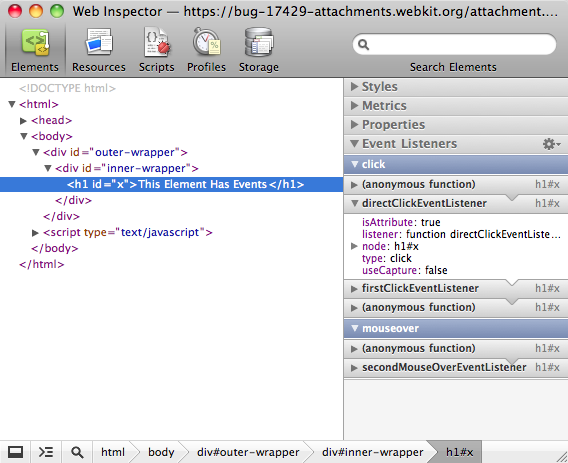 Web Inspector — https://bug-17429-attachments.webkit.org/attachment....
Elements Resources Scripts Profiles Storage Search Elements
<!DOCTYPE html>
<html>
<head>
<body>
<div id="outer-wrapper">
<div id="inner-wrapper">
<h1 id="x">This Element Has Events</h1>
</div>
</div>
<script type="text/javascript">
</body>
</html>
Styles
Metrics
Properties
Event Listeners
click
(anonymous function) h1#x
directClickEventListener h1#x
isAttribute: true
listener: function directClickEventListe...
node: h1#x
type: click
useCapture: false
firstClickEventListener h1#x
(anonymous function) h1#x
mouseover
(anonymous function) h1#x
secondMouseOverEventListener h1#x
html body div#outer-wrapper div#inner-wrapper h1#x